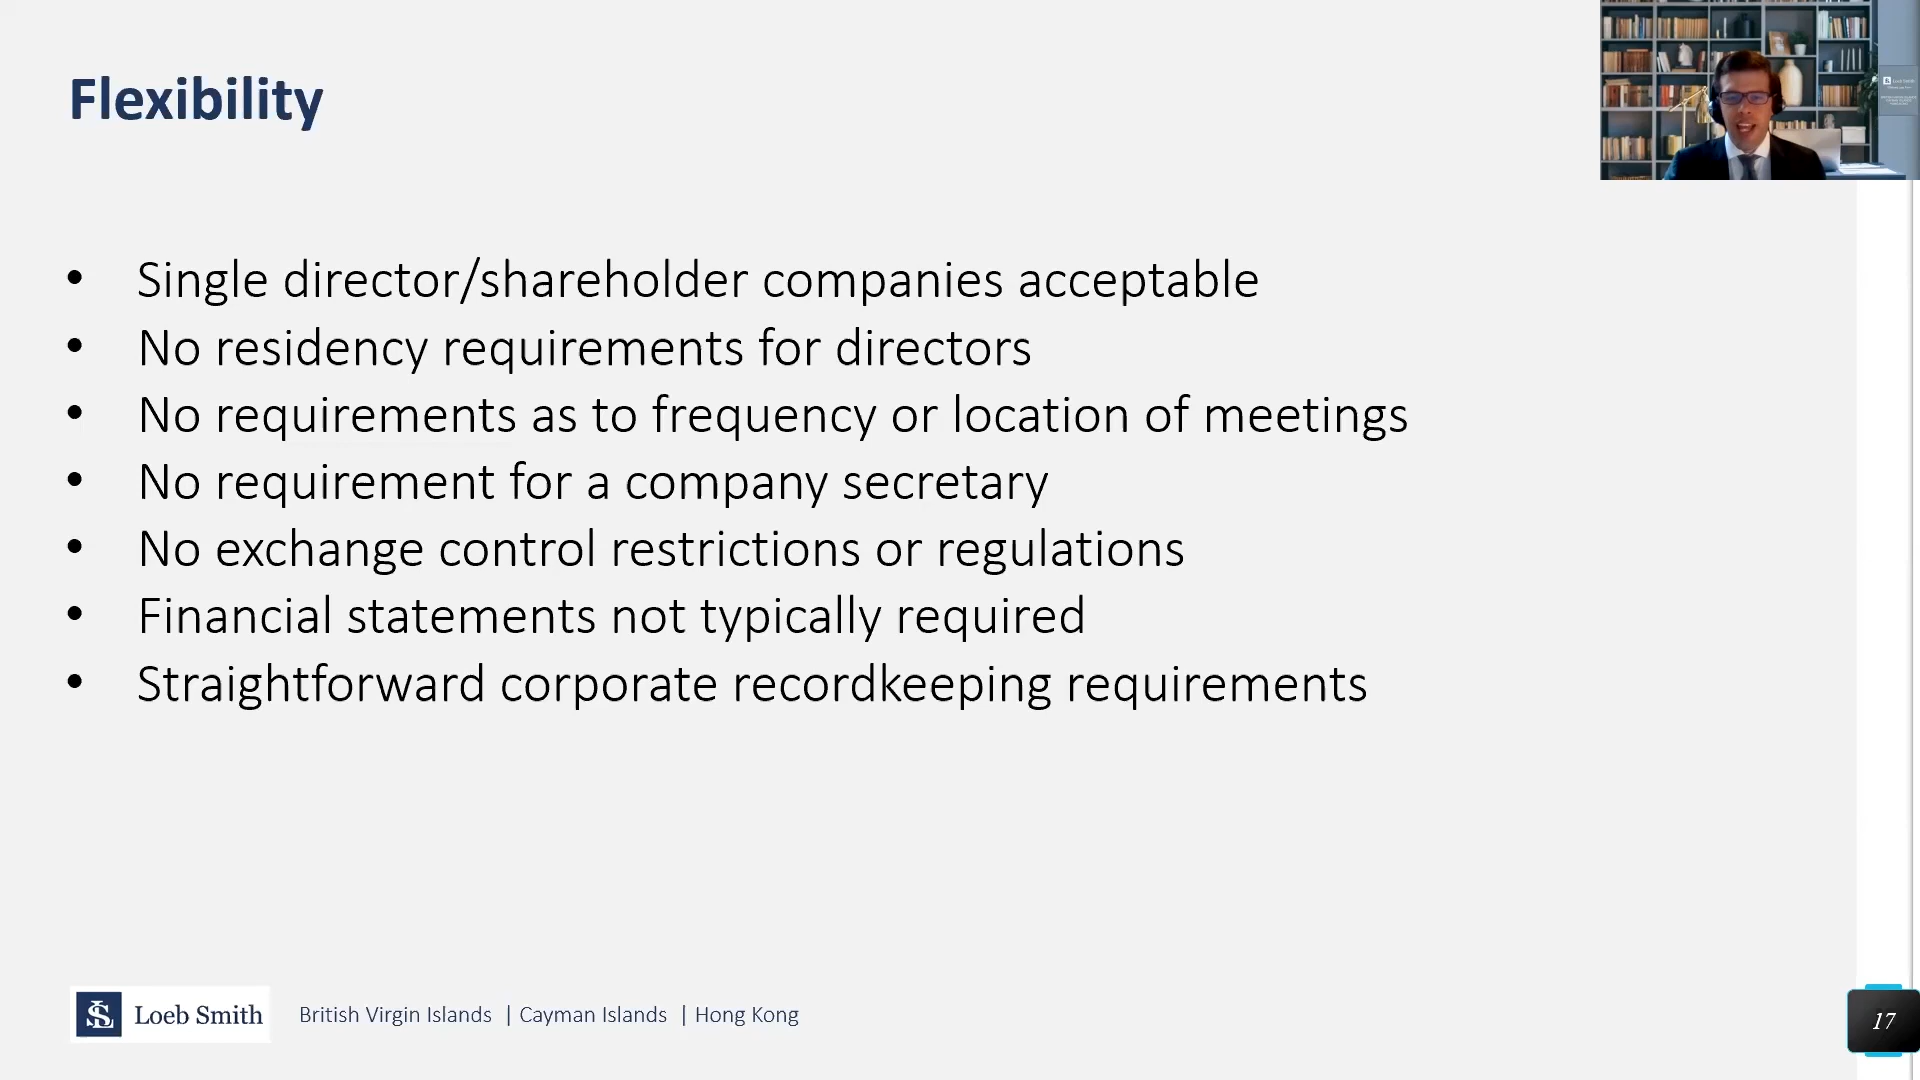 Flexibility
• Single director/shareholder companies acceptable
• No residency requirements for directors
• No requirements as to frequency or location of meetings
• No requirement for a company secretary
• No exchange control restrictions or regulations
• Financial statements not typically required
• Straightforward corporate recordkeeping requirements
LS Loeb Smith
British Virgin Islands | Cayman Islands | Hong Kong
17